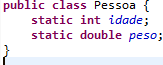 public class Pessoa {
    static int idade;
    static double peso;
}